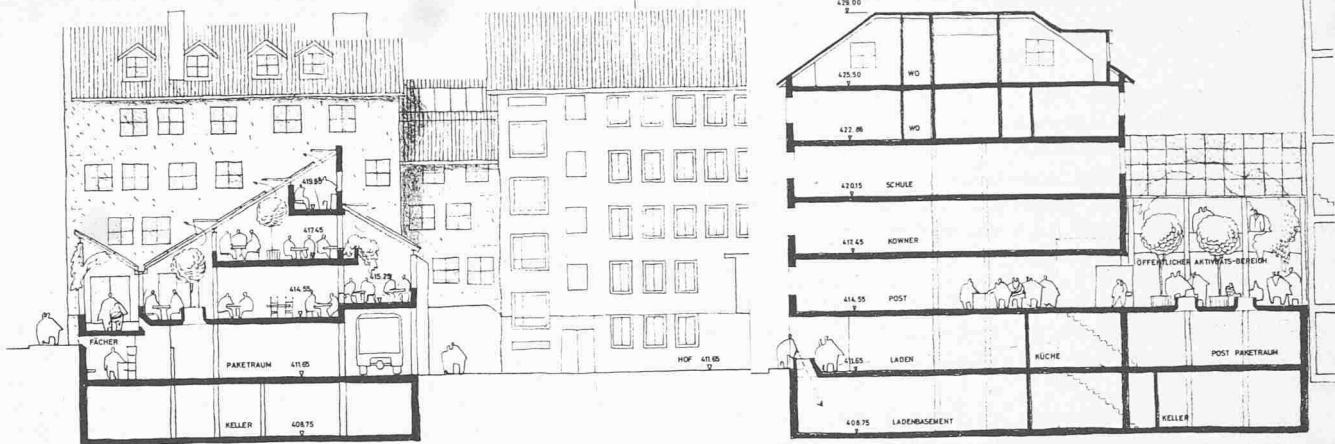 419.85
417.45
415.25
414.55
FÄCHER
PAKETRAUM 411.65
KELLER 408.75
HOF 411.65
429.00
425.50 WO
422.86 WO
420.15 SCHULE
417.45 KOWNER
ÖFFENTLICHER AKTIVITÄTS-BEREICH
414.55 POST
411.65 LADEN
KÜCHE
POST PAKETRAUM
408.75 LADENBASEMENT
KELLER